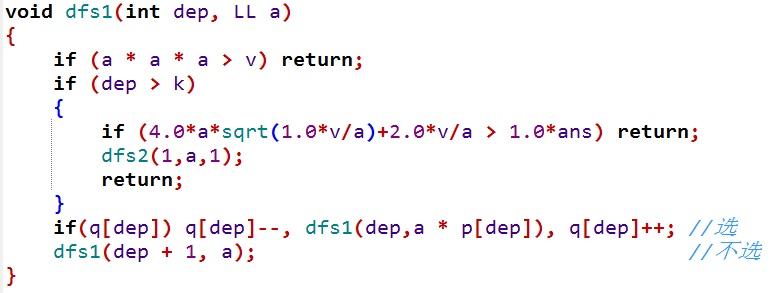 void dfs1(int dep, LL a)
{
    if (a * a * a > v) return;
    if (dep > k)
    {
        if (4.0*a*sqrt(1.0*v/a)+2.0*v/a > 1.0*ans) return;
        dfs2(1,a,1);
        return;
    }
    if(q[dep]) q[dep]--, dfs1(dep,a * p[dep]), q[dep]++; //选
    dfs1(dep + 1, a);                                    //不选
}